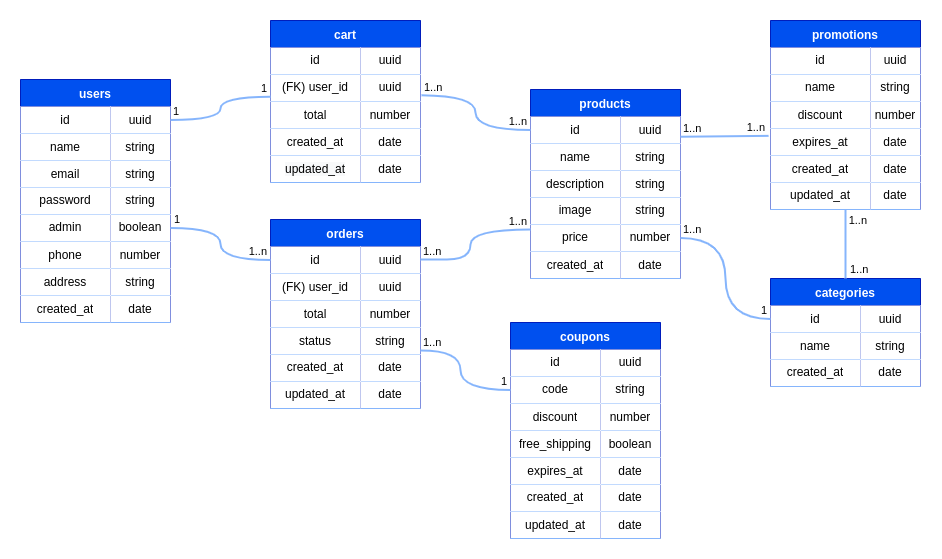 users
id uuid
name string
email string
password string
admin boolean
phone number
address string
created_at date
1
1
1
1..n
cart
id uuid
(FK) user_id uuid
total number
created_at date
updated_at date
1..n
1..n
orders
id uuid
(FK) user_id uuid
total number
status string
created_at date
updated_at date
1..n
1..n
1..n
1
products
id uuid
name string
description string
image string
price number
created_at date
1..n
1..n
1..n
1
coupons
id uuid
code string
discount number
free_shipping boolean
expires_at date
created_at date
updated_at date
promotions
id uuid
name string
discount number
expires_at date
created_at date
updated_at date
1..n
1..n
categories
id uuid
name string
created_at date